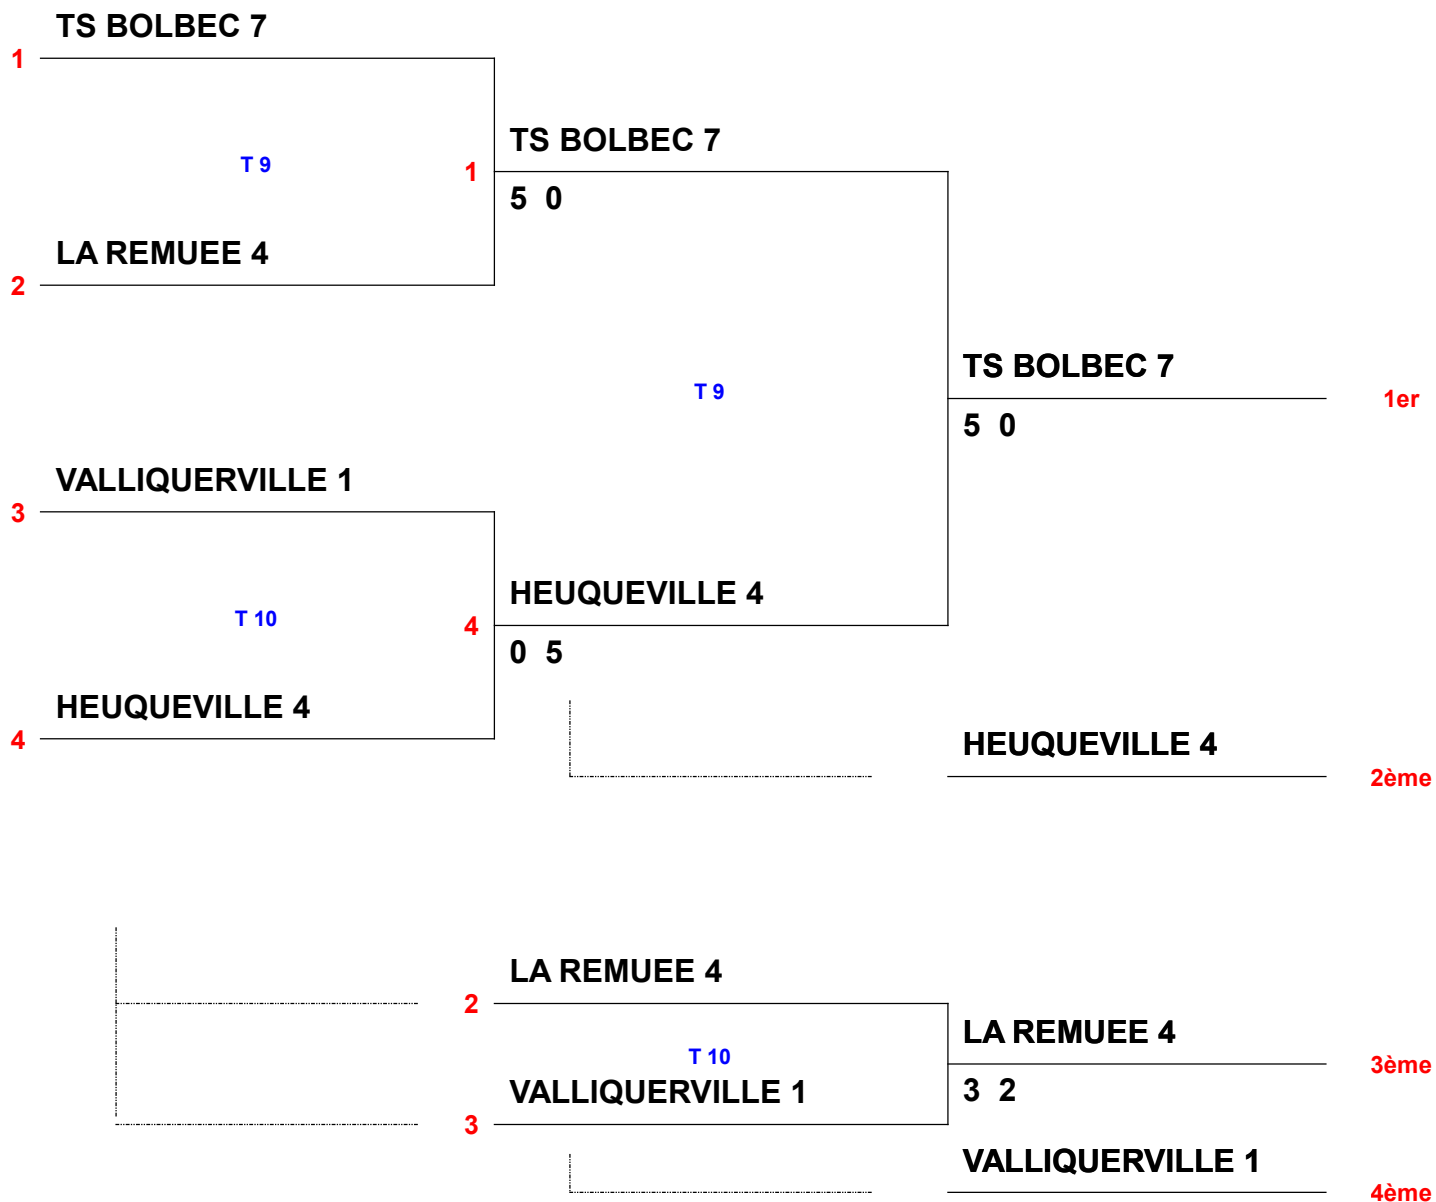 TS BOLBEC 7
1
TS BOLBEC 7
T 9
1
5 0
LA REMUEE 4
2
TS BOLBEC 7
T 9
1er
5 0
VALLIQUERVILLE 1
3
HEUQUEVILLE 4
T 10
4
0 5
HEUQUEVILLE 4
4
HEUQUEVILLE 4
2ème
LA REMUEE 4
2
LA REMUEE 4
T 10
3ème
VALLIQUERVILLE 1
3 2
3
VALLIQUERVILLE 1
4ème